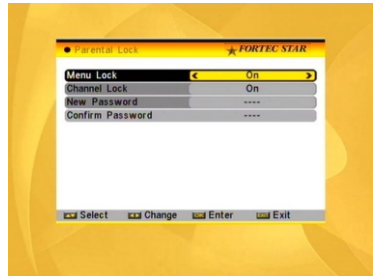 Parental Lock FORTEC STAR
Menu Lock On
Channel Lock On
New Password ----
Confirm Password ----
Select Change Enter Exit